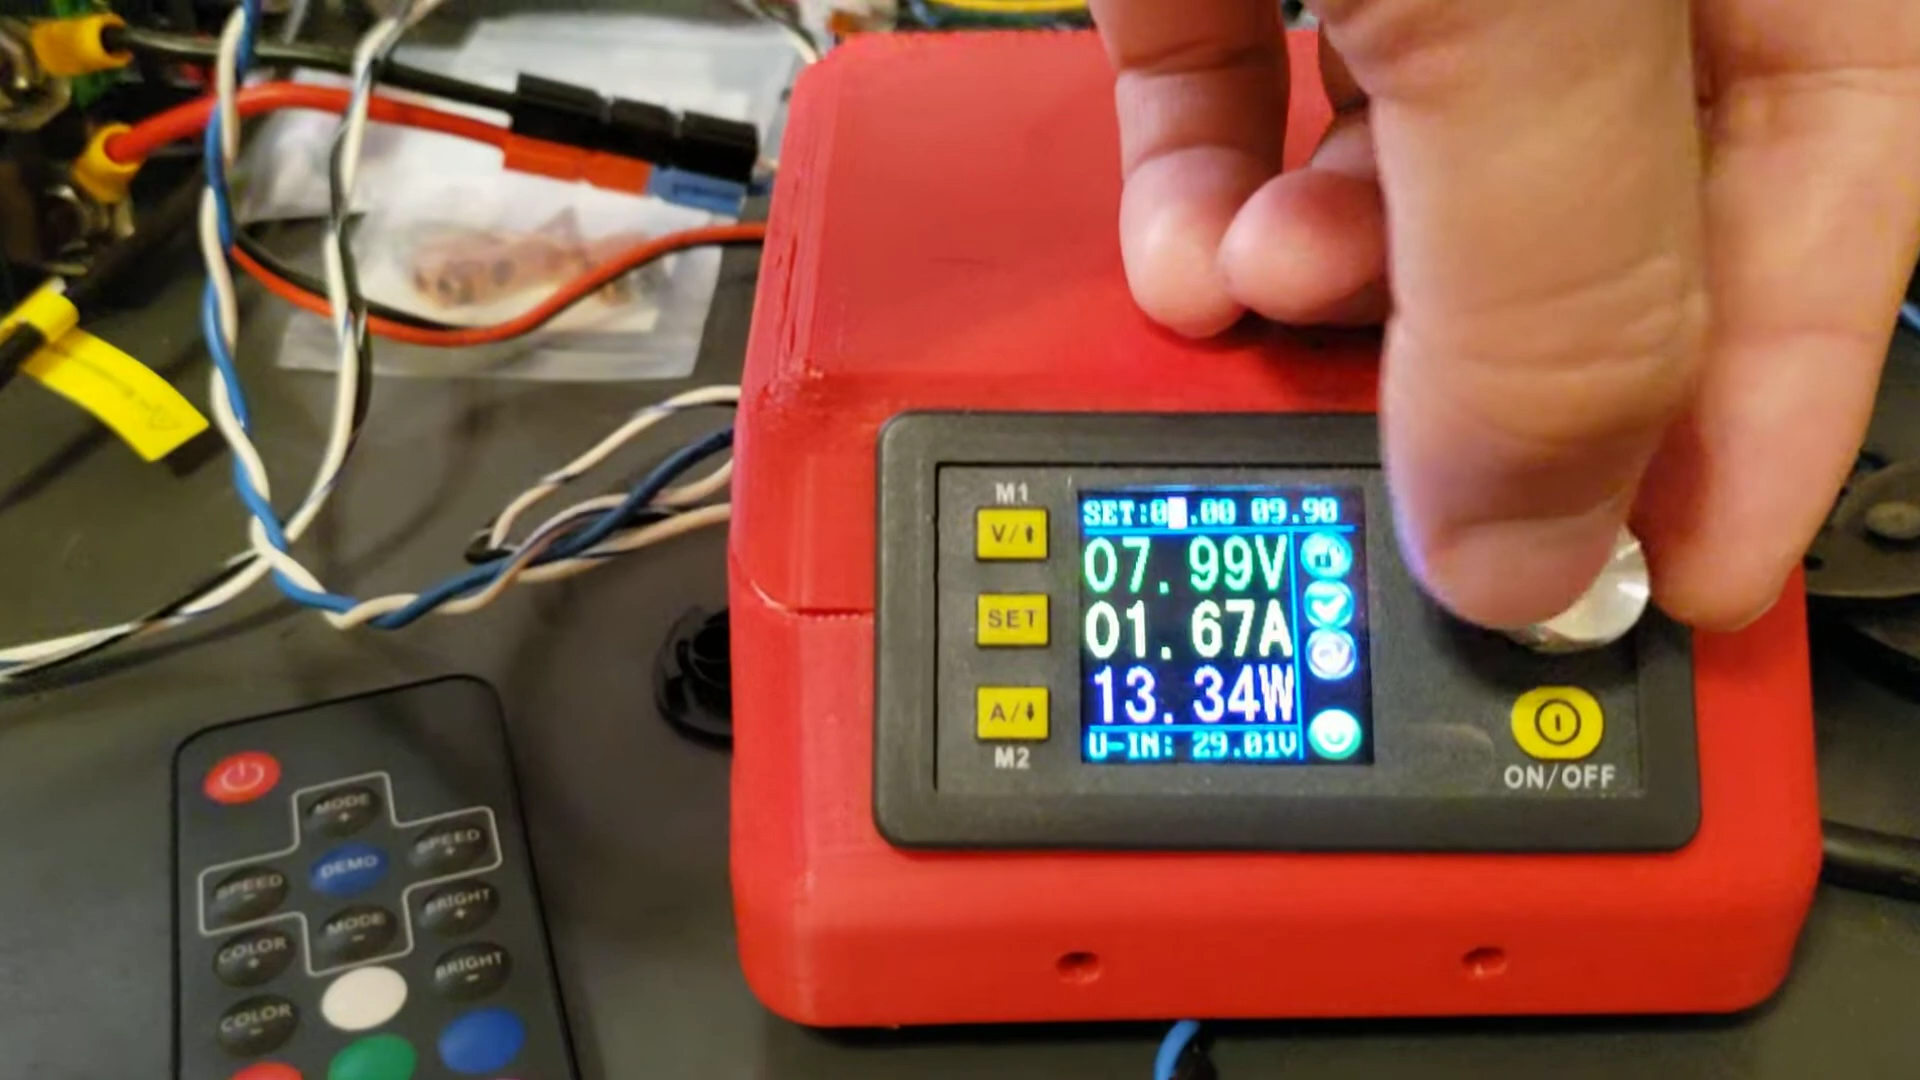 M1
V/⬆
SET
A/⬇
M2
SET:0 .00 09.90
07.99V
01.67A
13.34W
U-IN: 29.01V
ON/OFF
MODE
+
SPEED
+
DEMO
SPEED
-
MODE
-
BRIGHT
+
COLOR
+
BRIGHT
-
COLOR
-